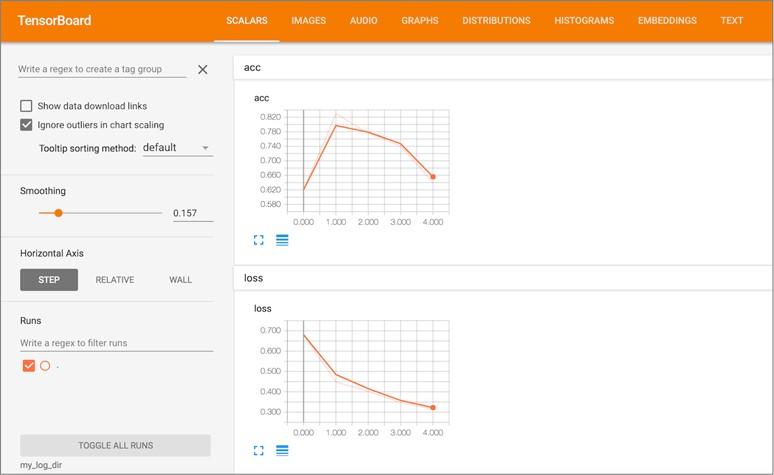 TensorBoard
SCALARS IMAGES AUDIO GRAPHS DISTRIBUTIONS HISTOGRAMS EMBEDDINGS TEXT
Write a regex to create a tag group
Show data download links
Ignore outliers in chart scaling
Tooltip sorting method: default
Smoothing
0.157
Horizontal Axis
STEP RELATIVE WALL
Runs
Write a regex to filter runs
.
TOGGLE ALL RUNS
my_log_dir
acc
acc
0.820
0.780
0.740
0.700
0.660
0.620
0.580
0.000 1.000 2.000 3.000 4.000
loss
loss
0.700
0.600
0.500
0.400
0.300
0.000 1.000 2.000 3.000 4.000